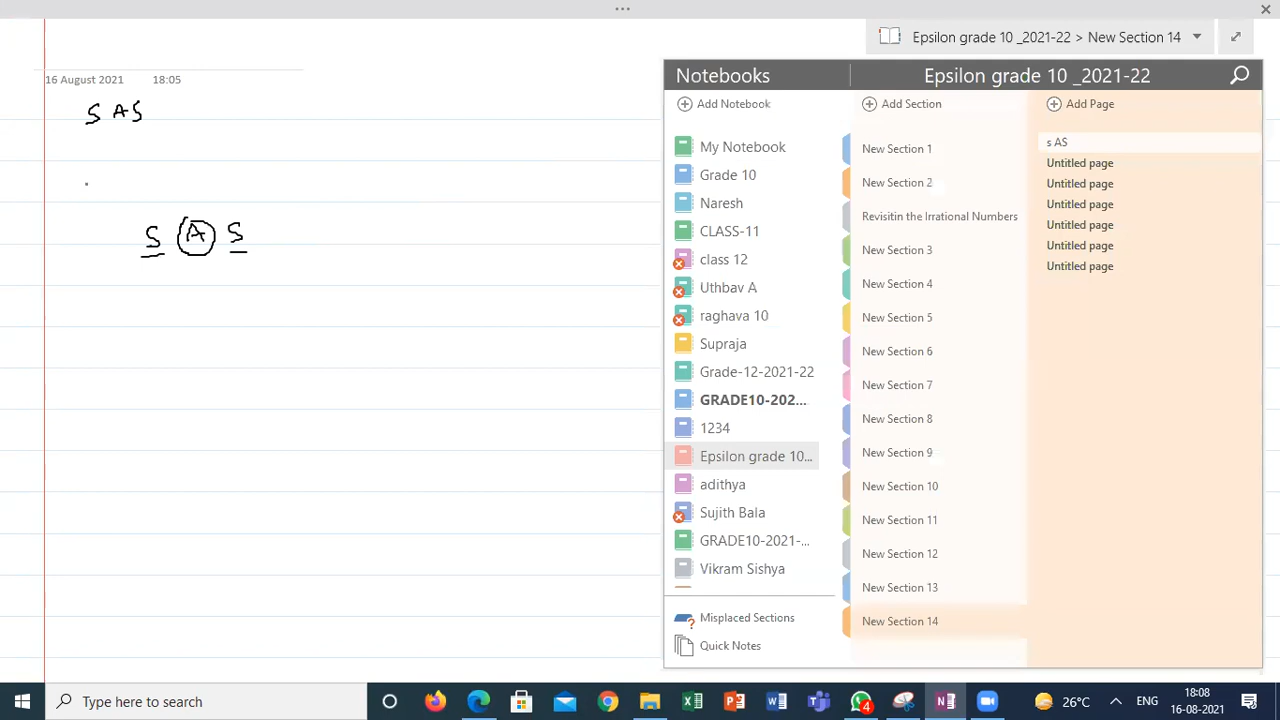 Epsilon grade 10 _2021-22 > New Section 14
16 August 2021 18:05
S AS
S A S
Notebooks
Epsilon grade 10 _2021-22
Add Notebook
My Notebook
Grade 10
Naresh
CLASS-11
class 12
Uthbav A
raghava 10
Supraja
Grade-12-2021-22
GRADE10-202...
1234
Epsilon grade 10...
adithya
Sujith Bala
GRADE10-2021-...
Vikram Sishya
Misplaced Sections
Quick Notes
Add Section
New Section 1
New Section 2
Revisitin the Irrational Numbers
New Section 3
New Section 4
New Section 5
New Section 6
New Section 7
New Section 8
New Section 9
New Section 10
New Section 11
New Section 12
New Section 13
New Section 14
Add Page
s AS
Untitled page
Untitled page
Untitled page
Untitled page
Untitled page
Untitled page
Type here to search
4
26°C
ENG
18:08
16-08-2021